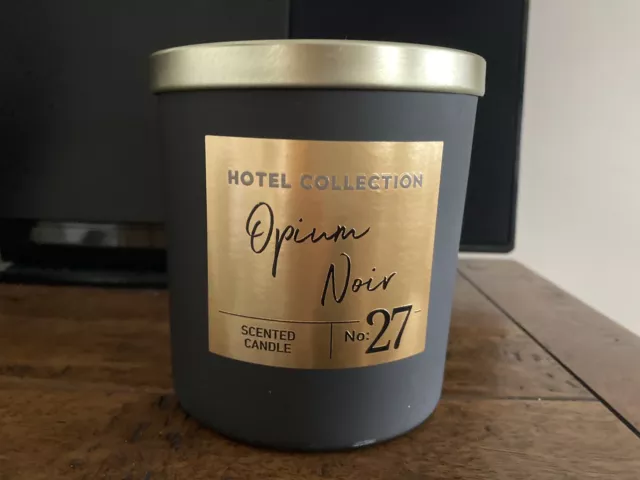 HOTEL COLLECTION
Opium
Noir
SCENTED
CANDLE
No: 27